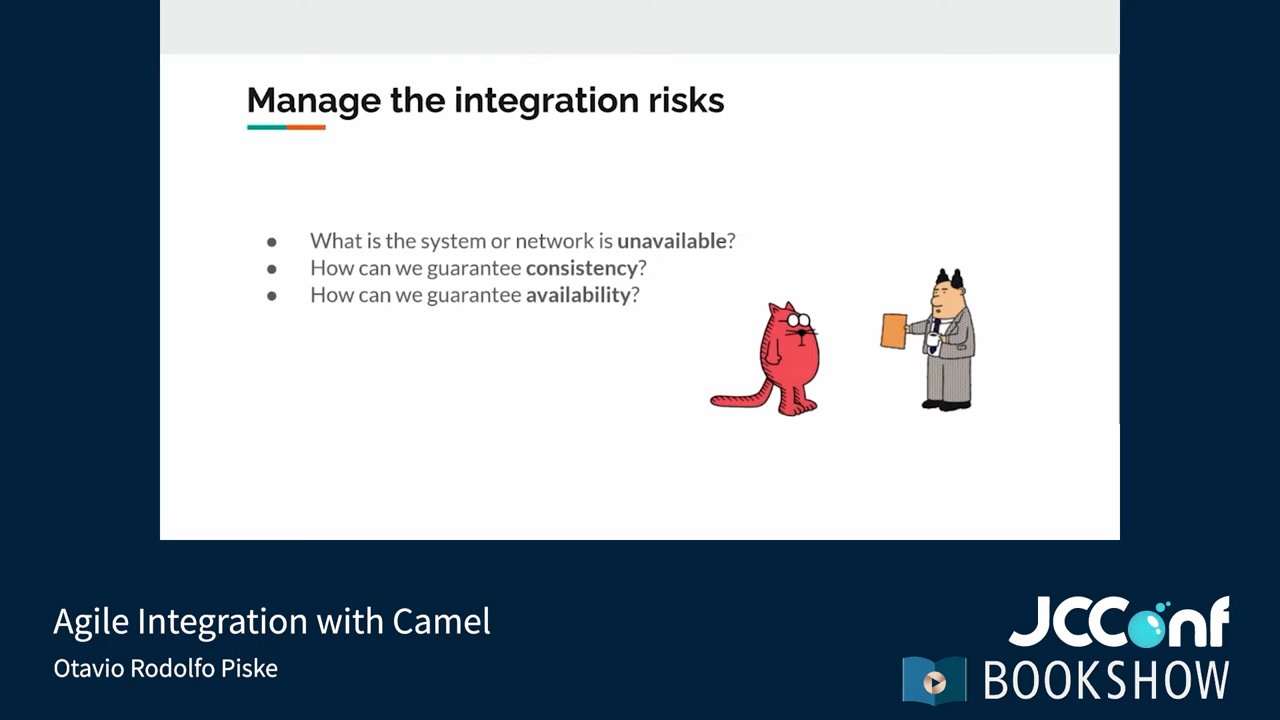 Manage the integration risks
● What is the system or network is unavailable?
● How can we guarantee consistency?
● How can we guarantee availability?
Agile Integration with Camel
Otavio Rodolfo Piske
JCConf
BOOKSHOW